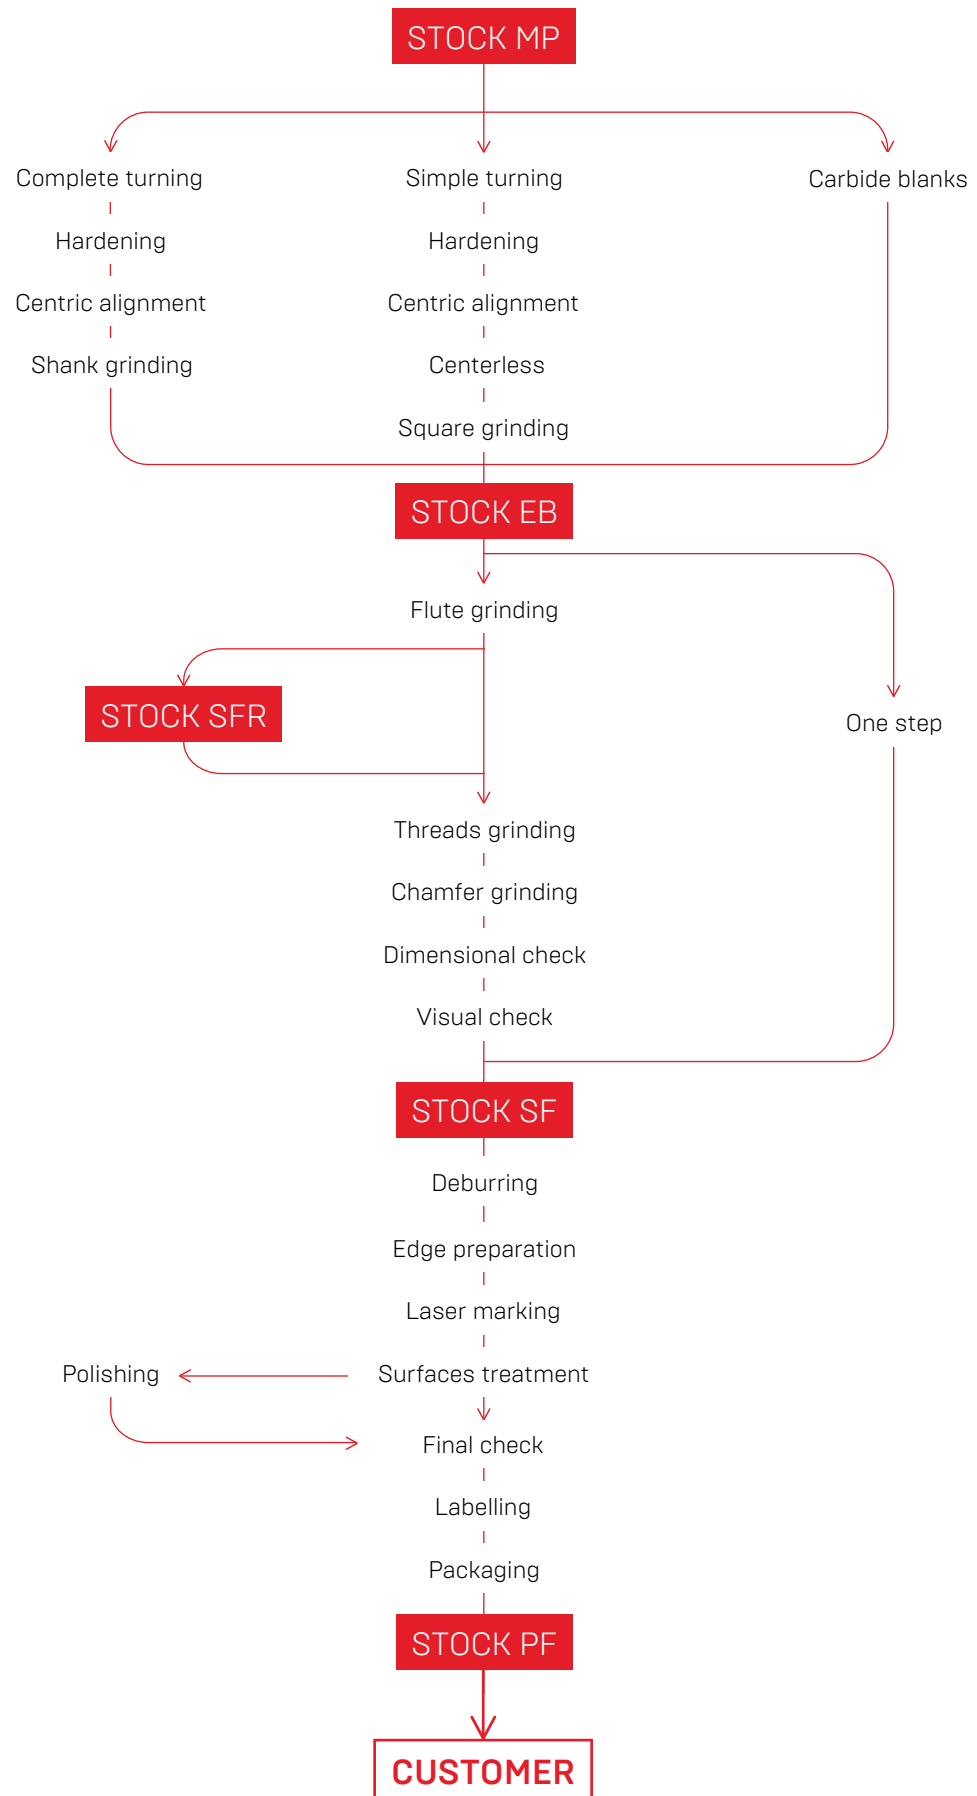 STOCK MP
Complete turning
Simple turning
Carbide blanks
Hardening
Hardening
Centric alignment
Centric alignment
Shank grinding
Centerless
Square grinding
STOCK EB
Flute grinding
STOCK SFR
One step
Threads grinding
Chamfer grinding
Dimensional check
Visual check
STOCK SF
Deburring
Edge preparation
Laser marking
Polishing
Surfaces treatment
Final check
Labelling
Packaging
STOCK PF
CUSTOMER